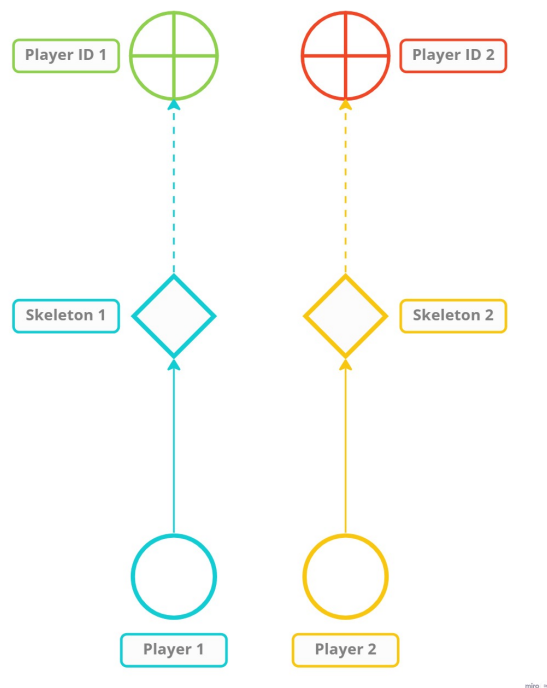 Player ID 1
Player ID 2
Skeleton 1
Skeleton 2
Player 1
Player 2
miro